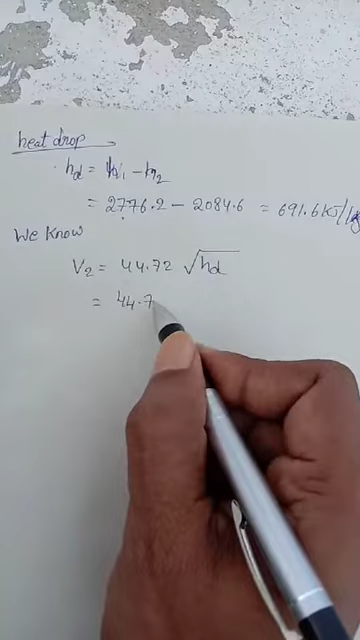 heat drop
hd = h1 - h2
= 2776.2 - 2084.6 = 691.6 kJ/kg
We know
V2 = 44.72 √hd
= 44.7